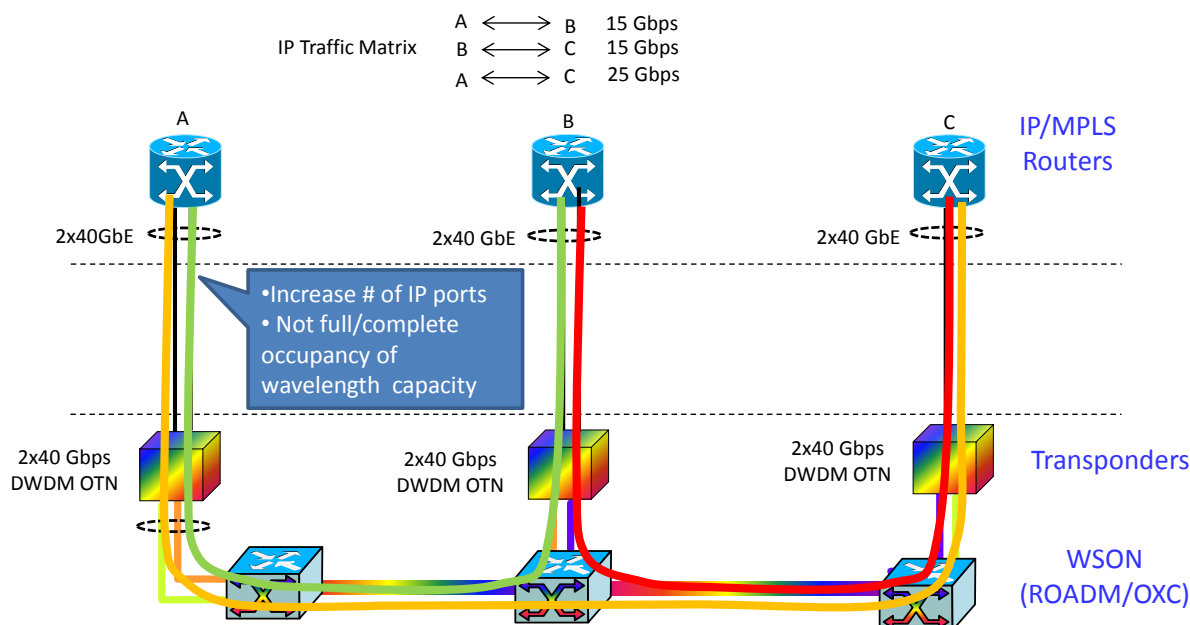 A B 15 Gbps
IP Traffic Matrix B C 15 Gbps
A C 25 Gbps
A B C
IP/MPLS
Routers
2x40GbE 2x40 GbE 2x40 GbE
•Increase # of IP ports
• Not full/complete
occupancy of
wavelength capacity
2x40 Gbps
DWDM OTN
2x40 Gbps
DWDM OTN
2x40 Gbps
DWDM OTN
Transponders
WSON
(ROADM/OXC)